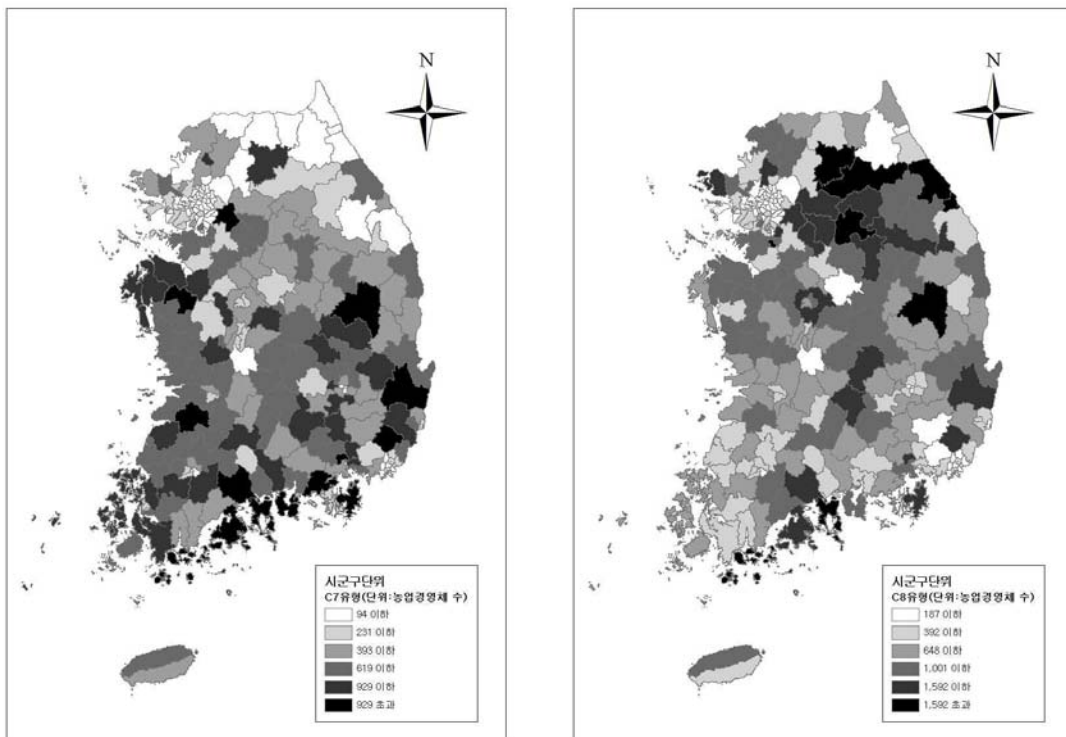 N
시군구단위
C7유형(단위:농업경영체 수)
94 이하
231 이하
393 이하
619 이하
929 이하
929 초과
N
시군구단위
C8유형(단위:농업경영체 수)
187 이하
392 이하
648 이하
1,001 이하
1,592 이하
1,592 초과